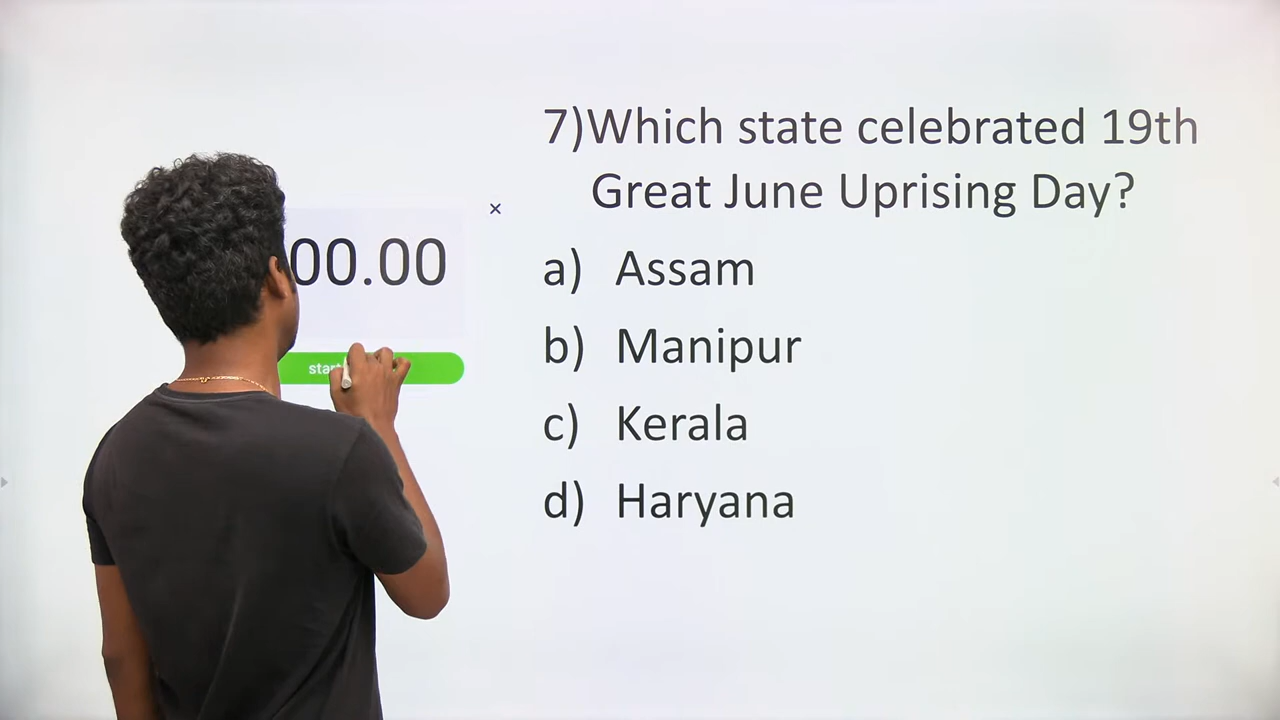 7)Which state celebrated 19th
Great June Uprising Day?
×
00.00
start
a) Assam
b) Manipur
c) Kerala
d) Haryana